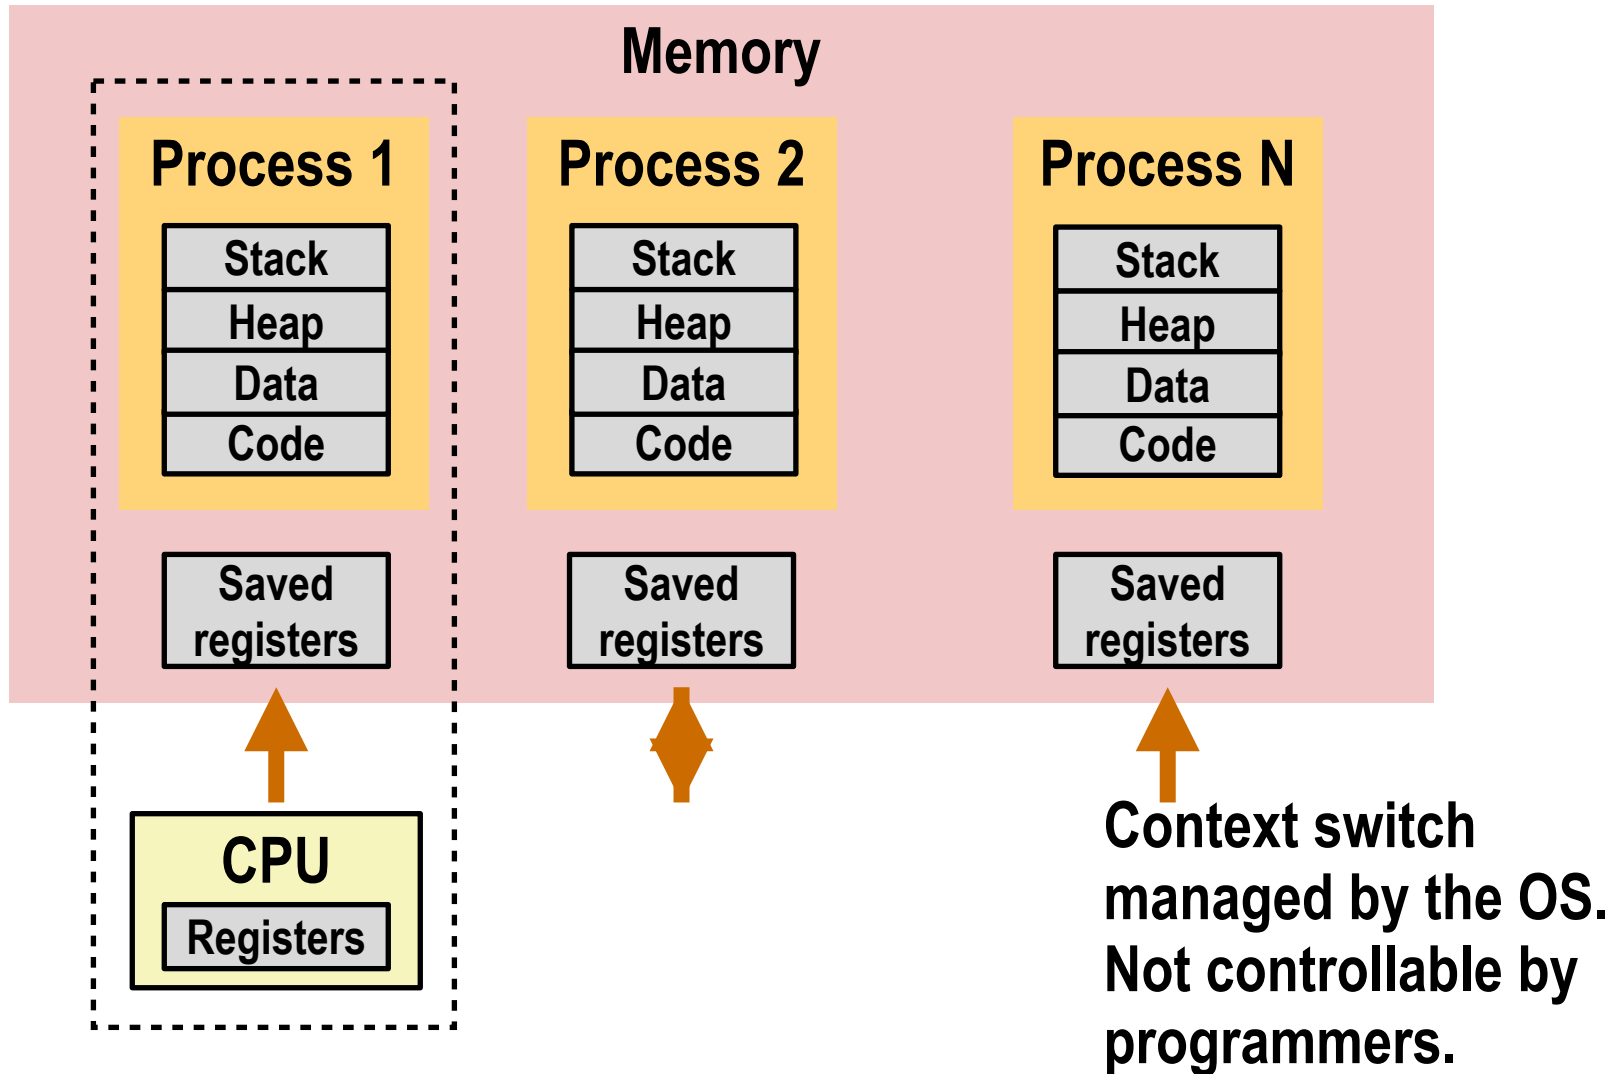 Memory
Process 1
Stack
Heap
Data
Code
Saved
registers
CPU
Registers
Process 2
Stack
Heap
Data
Code
Saved
registers
Process N
Stack
Heap
Data
Code
Saved
registers
Context switch
managed by the OS.
Not controllable by
programmers.